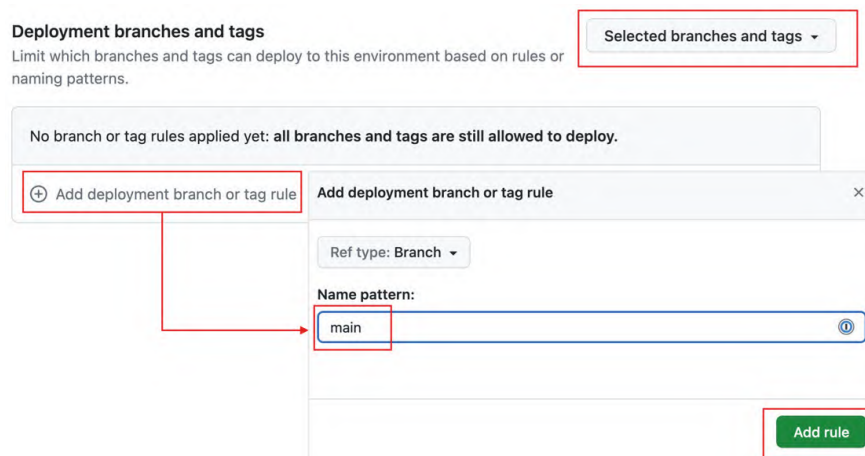 Deployment branches and tags
Selected branches and tags
Limit which branches and tags can deploy to this environment based on rules or
naming patterns.
No branch or tag rules applied yet: all branches and tags are still allowed to deploy.
Add deployment branch or tag rule
Add deployment branch or tag rule
Ref type: Branch
Name pattern:
main
Add rule